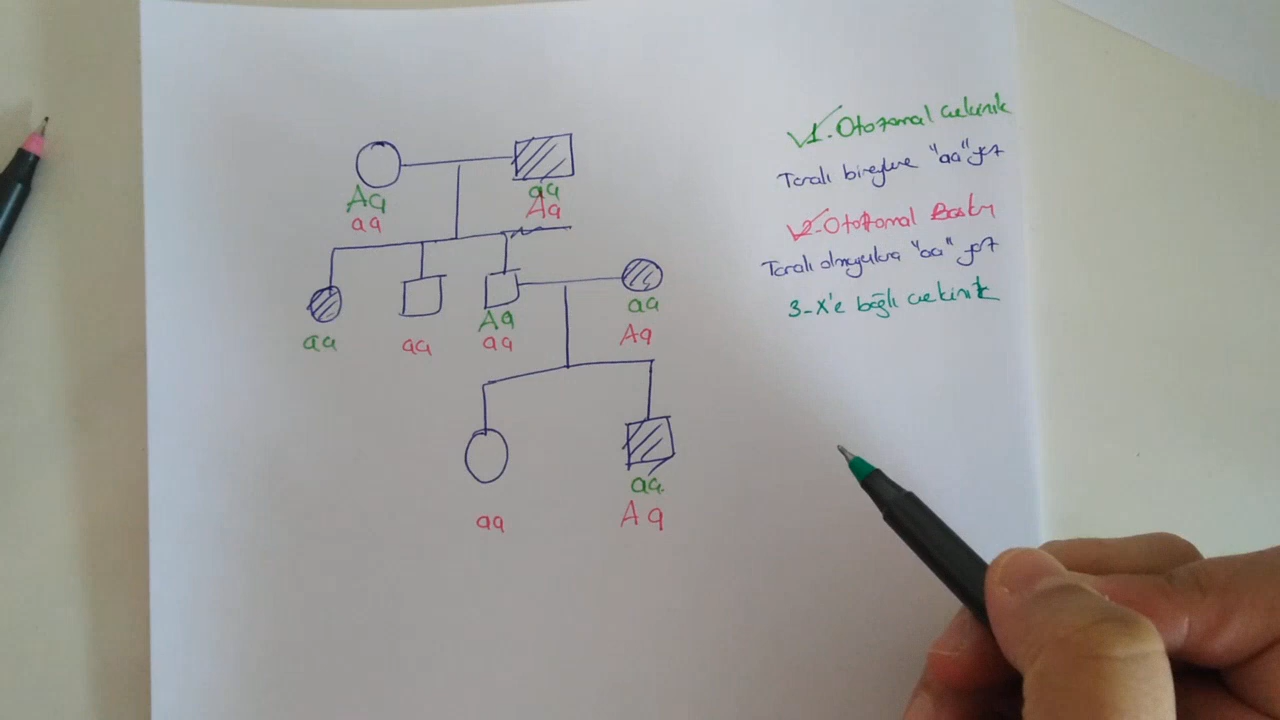 1. Otozomal çekinik
Taralı bireylere "aa" yaz
2. Otozomal Baskın
Taralı olmayanlara "aa" yaz
3- X'e bağlı çekinik
Aa
aa
aa
Aa
aa
aa
Aa
aa
aa
Aa
aa
aa
Aa